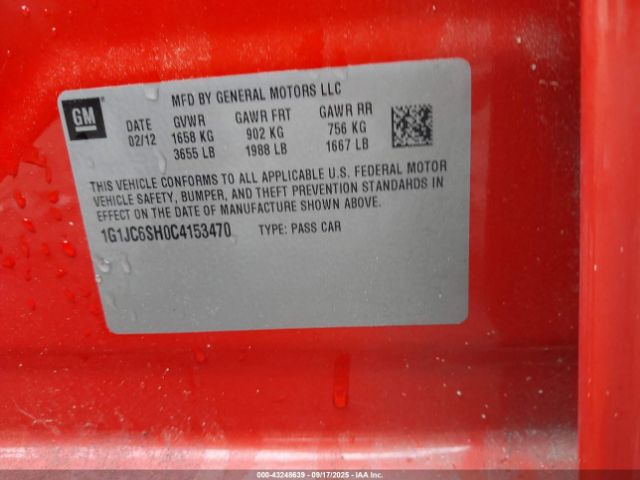 GM
MFD BY GENERAL MOTORS LLC
DATE GVWR GAWR FRT GAWR RR
02/12 1658 KG 902 KG 756 KG
3655 LB 1988 LB 1667 LB
THIS VEHICLE CONFORMS TO ALL APPLICABLE U.S. FEDERAL MOTOR
VEHICLE SAFETY, BUMPER, AND THEFT PREVENTION STANDARDS IN
EFFECT ON THE DATE OF MANUFACTURE SHOWN ABOVE.
1G1JC6SH0C4153470 TYPE: PASS CAR
000-43248639 - 09/17/2025 - IAA Inc.